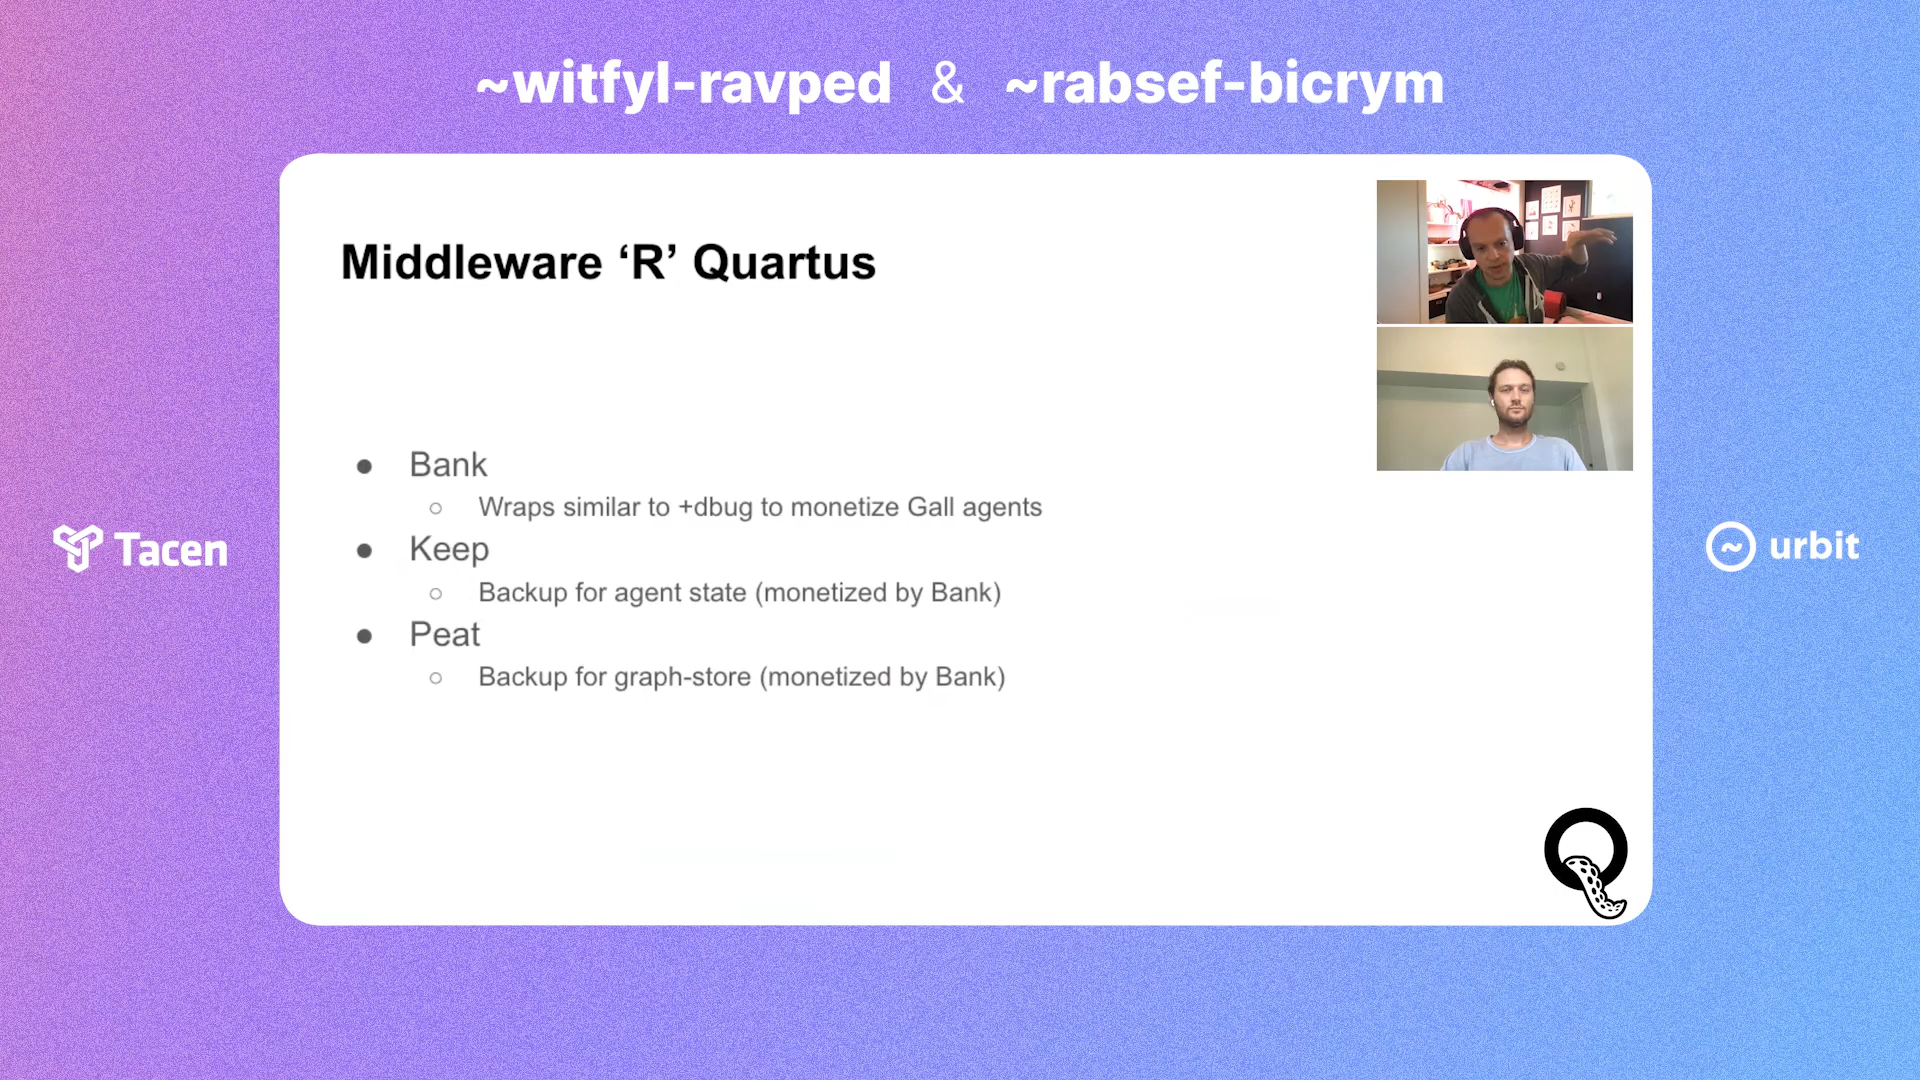 ~witfyl-ravped & ~rabsef-bicrym
Middleware ‘R’ Quartus
● Bank
○ Wraps similar to +dbug to monetize Gall agents
● Keep
○ Backup for agent state (monetized by Bank)
● Peat
○ Backup for graph-store (monetized by Bank)
Tacen
~ urbit